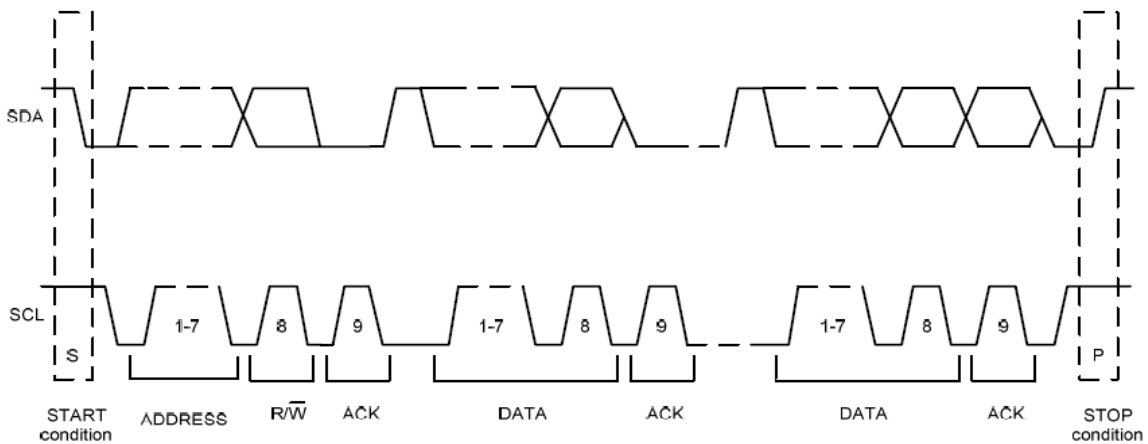 SDA
SCL
S
1-7
8
9
1-7
8
9
1-7
8
9
P
START
condition
ADDRESS
R/W̅
ACK
DATA
ACK
DATA
ACK
STOP
condition